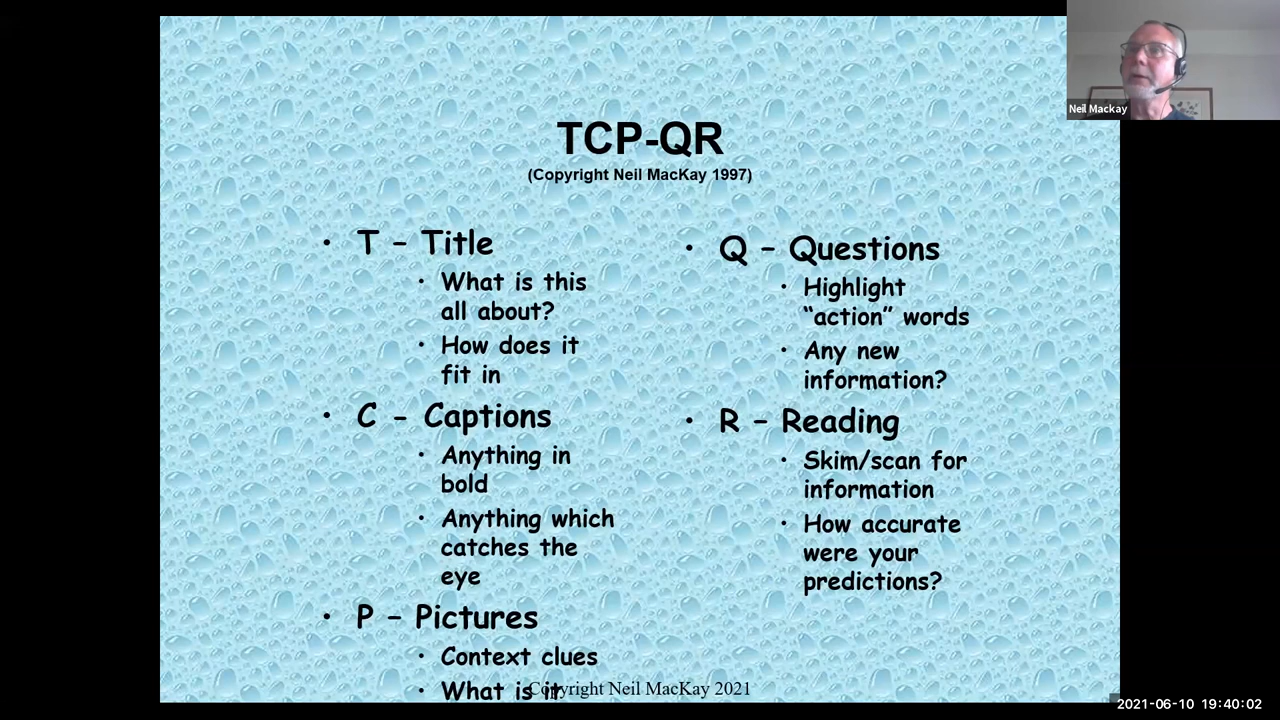 TCP-QR
(Copyright Neil MacKay 1997)
• T – Title
• What is this
all about?
• How does it
fit in
• C – Captions
• Anything in
bold
• Anything which
catches the
eye
• P – Pictures
• Context clues
• What is it
• Q – Questions
• Highlight
“action” words
• Any new
information?
• R – Reading
• Skim/scan for
information
• How accurate
were your
predictions?
Copyright Neil MacKay 2021
Neil Mackay
2021-06-10 19:40:02